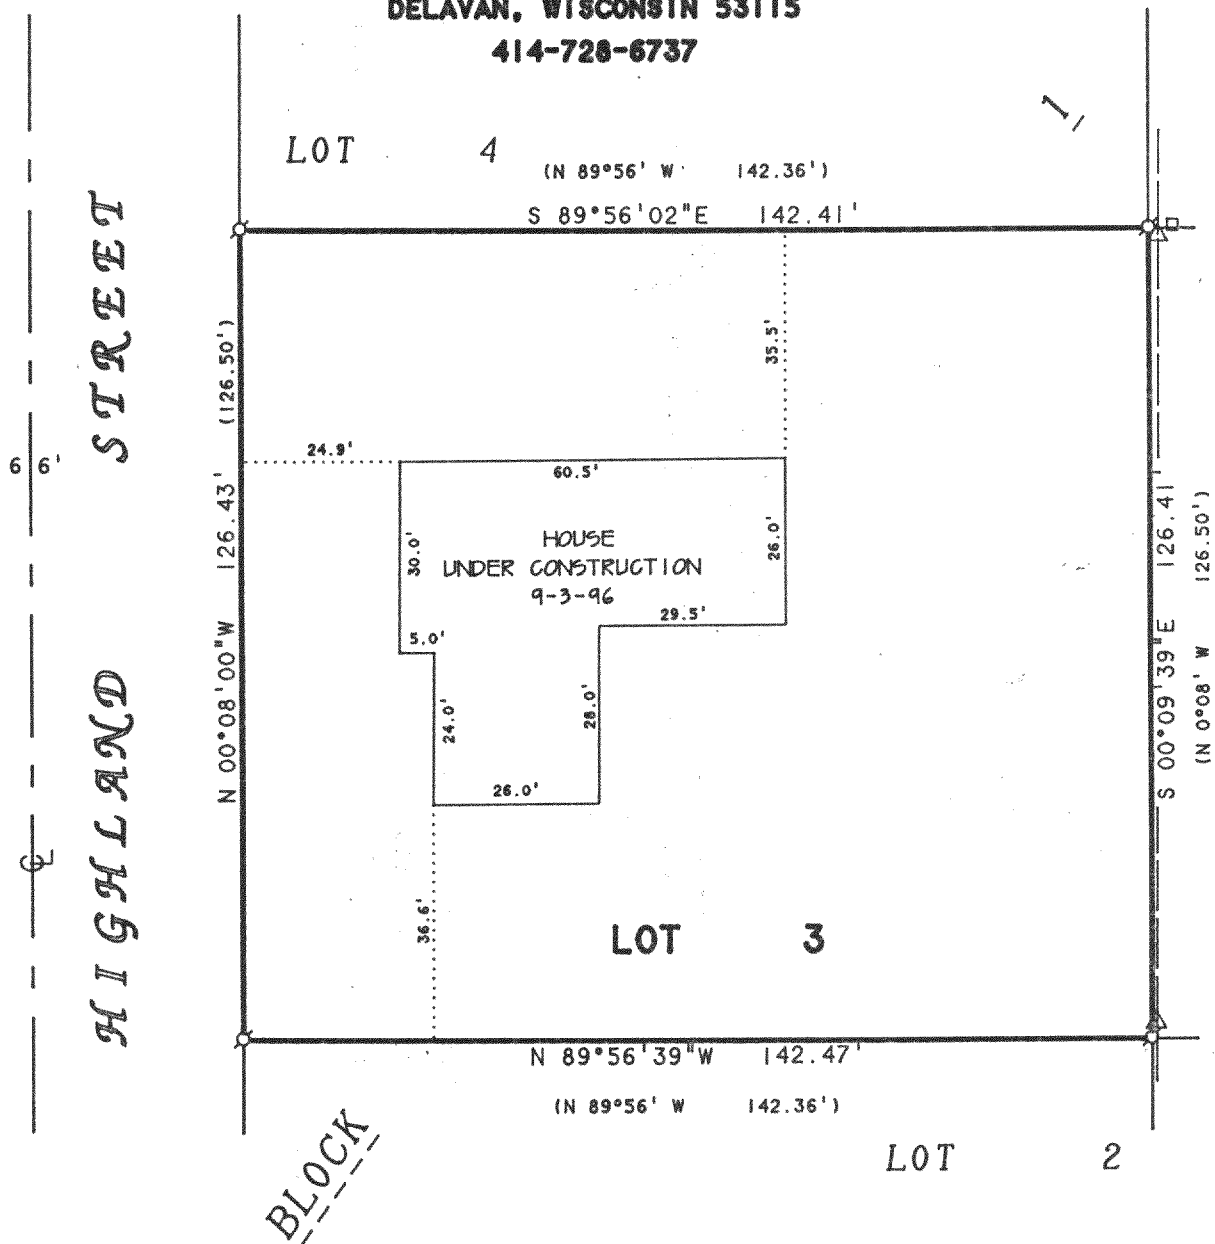 DELAVAN, WISCONSIN 53115
414-728-6737
1
LOT 4
(N 89°56' W 142.36')
S 89°56'02"E 142.41'
HIGHLAND STREET
66'
(126.50')
N 00°08'00"W 126.43'
35.5'
24.9'
60.5'
30.0'
26.0'
HOUSE
UNDER CONSTRUCTION
9-3-96
29.5'
5.0'
24.0'
28.0'
26.0'
36.6'
S 00°09'39"E 126.41'
(N 0°08' W 126.50')
LOT 3
CL
N 89°56'39"W 142.47'
(N 89°56' W 142.36')
BLOCK
LOT 2